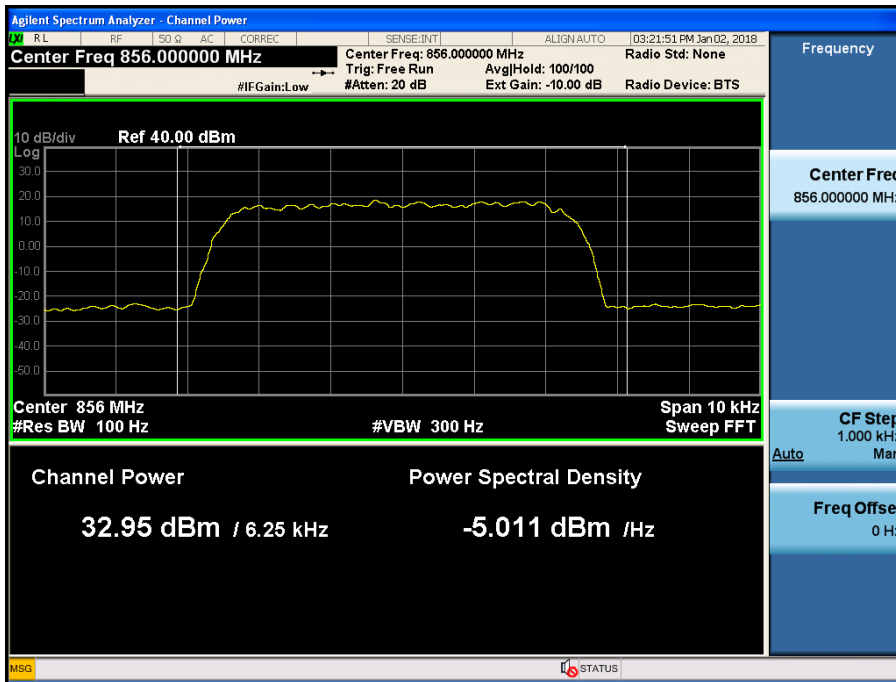 Agilent Spectrum Analyzer - Channel Power
LXI RL RF 50 Ω AC CORREC SENSE:INT ALIGN AUTO 03:21:51 PM Jan 02, 2018
Center Freq 856.000000 MHz
Center Freq: 856.000000 MHz Radio Std: None
Trig: Free Run Avg|Hold: 100/100
#IFGain:Low #Atten: 20 dB Ext Gain: -10.00 dB Radio Device: BTS
10 dB/div Ref 40.00 dBm
Log
30.0
20.0
10.0
0.00
-10.0
-20.0
-30.0
-40.0
-50.0
Center 856 MHz Span 10 kHz
#Res BW 100 Hz #VBW 300 Hz Sweep FFT
Channel Power Power Spectral Density
32.95 dBm / 6.25 kHz -5.011 dBm /Hz
MSG STATUS
Frequency
Center Freq
856.000000 MHz
CF Step
1.000 kHz
Auto Man
Freq Offse
0 Hz